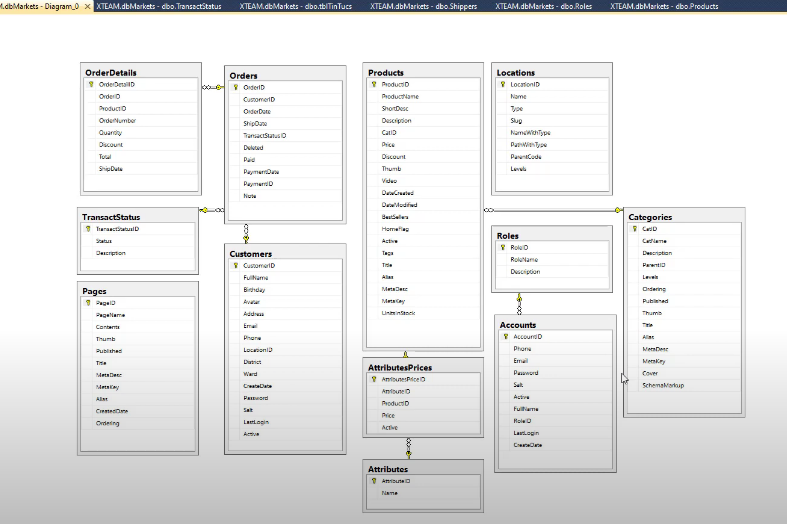 M.dbMarkets - Diagram_0 XTEAM.dbMarkets - dbo.TransactStatus XTEAM.dbMarkets - dbo.tblTinTucs XTEAM.dbMarkets - dbo.Shippers XTEAM.dbMarkets - dbo.Roles XTEAM.dbMarkets - dbo.Products
OrderDetails
OrderDetailID
OrderID
ProductID
OrderNumber
Quantity
Discount
Total
ShipDate
Orders
OrderID
CustomerID
OrderDate
ShipDate
TransactStatusID
Deleted
Paid
PaymentDate
PaymentID
Note
Products
ProductID
ProductName
ShortDesc
Description
CatID
Price
Discount
Thumb
Video
DateCreated
DateModified
BestSellers
HomeFlag
Active
Tags
Title
Alias
MetaDesc
MetaKey
UnitsInStock
Locations
LocationID
Name
Type
Slug
NameWithType
PathWithType
ParentCode
Levels
TransactStatus
TransactStatusID
Status
Description
Customers
CustomerID
FullName
Birthday
Avatar
Address
Email
Phone
LocationID
District
Ward
CreateDate
Password
Salt
LastLogin
Active
Roles
RoleID
RoleName
Description
Categories
CatID
CatName
Description
ParentID
Levels
Ordering
Published
Thumb
Title
Alias
MetaDesc
MetaKey
Cover
SchemaMarkup
Pages
PageID
PageName
Contents
Thumb
Published
Title
MetaDesc
MetaKey
Alias
CreatedDate
Ordering
Accounts
AccountID
Phone
Email
Password
Salt
Active
FullName
RoleID
LastLogin
CreateDate
AttributesPrices
AttributesPriceID
AttributeID
ProductID
Price
Active
Attributes
AttributeID
Name